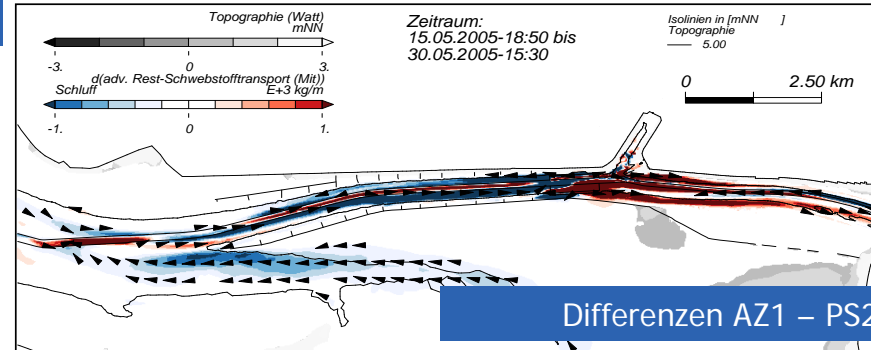 Topographie (Watt)
mNN
-3. 0 3.
d(adv. Rest-Schwebstofftransport (Mit))
Schluff E+3 kg/m
-1. 0 1.
Zeitraum:
15.05.2005-18:50 bis
30.05.2005-15:30
Isolinien in [mNN ]
Topographie
5.00
0 2.50 km
Differenzen AZ1 – PS2